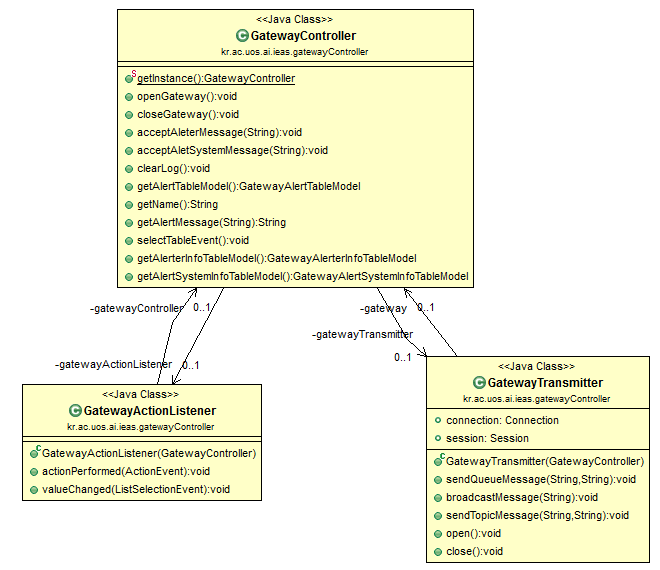 <<Java Class>>
GatewayController
kr.ac.uos.ai.ieas.gatewayController
getInstance():GatewayController
openGateway():void
closeGateway():void
acceptAleterMessage(String):void
acceptAletSystemMessage(String):void
clearLog():void
getAlertTableModel():GatewayAlertTableModel
getName():String
getAlertMessage(String):String
selectTableEvent():void
getAlerterInfoTableModel():GatewayAlerterInfoTableModel
getAlertSystemInfoTableModel():GatewayAlertSystemInfoTableModel
-gatewayController 0..1
-gateway 0..1
-gatewayTransmitter
0..1
-gatewayActionListener 0..1
<<Java Class>>
GatewayActionListener
kr.ac.uos.ai.ieas.gatewayController
GatewayActionListener(GatewayController)
actionPerformed(ActionEvent):void
valueChanged(ListSelectionEvent):void
<<Java Class>>
GatewayTransmitter
kr.ac.uos.ai.ieas.gatewayController
connection: Connection
session: Session
GatewayTransmitter(GatewayController)
sendQueueMessage(String,String):void
broadcastMessage(String):void
sendTopicMessage(String,String):void
open():void
close():void